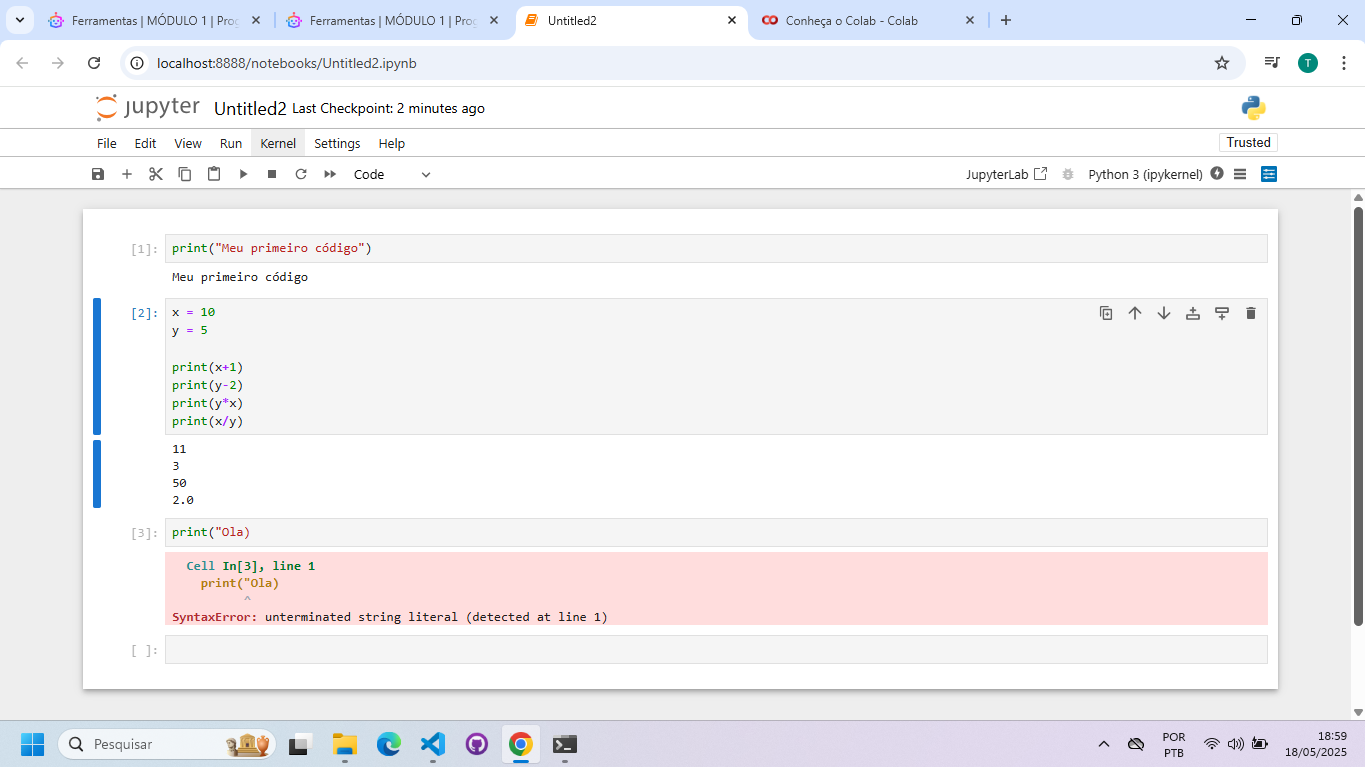 Ferramentas | MÓDULO 1 | Prog
Ferramentas | MÓDULO 1 | Prog
Untitled2
Conheça o Colab - Colab
localhost:8888/notebooks/Untitled2.ipynb
T
jupyter Untitled2 Last Checkpoint: 2 minutes ago
File Edit View Run Kernel Settings Help
Trusted
Code
JupyterLab
Python 3 (ipykernel)
[1]: print("Meu primeiro código")
Meu primeiro código
[2]: x = 10
y = 5
print(x+1)
print(y-2)
print(y*x)
print(x/y)
11
3
50
2.0
[3]: print("Ola)
Cell In[3], line 1
print("Ola)
^
SyntaxError: unterminated string literal (detected at line 1)
[ ]:
Pesquisar
POR
PTB
18:59
18/05/2025